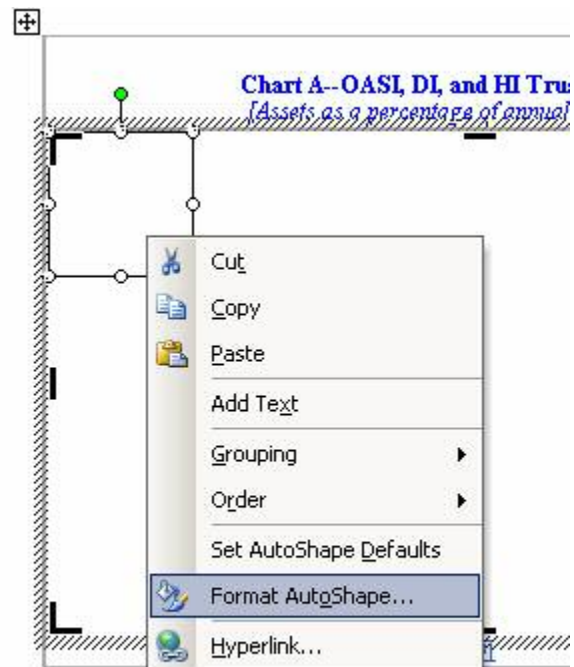 Chart A--OASI, DI, and HI Trus
[Assets as a percentage of annual
Cut
Copy
Paste
Add Text
Grouping
Order
Set AutoShape Defaults
Format AutoShape...
Hyperlink...